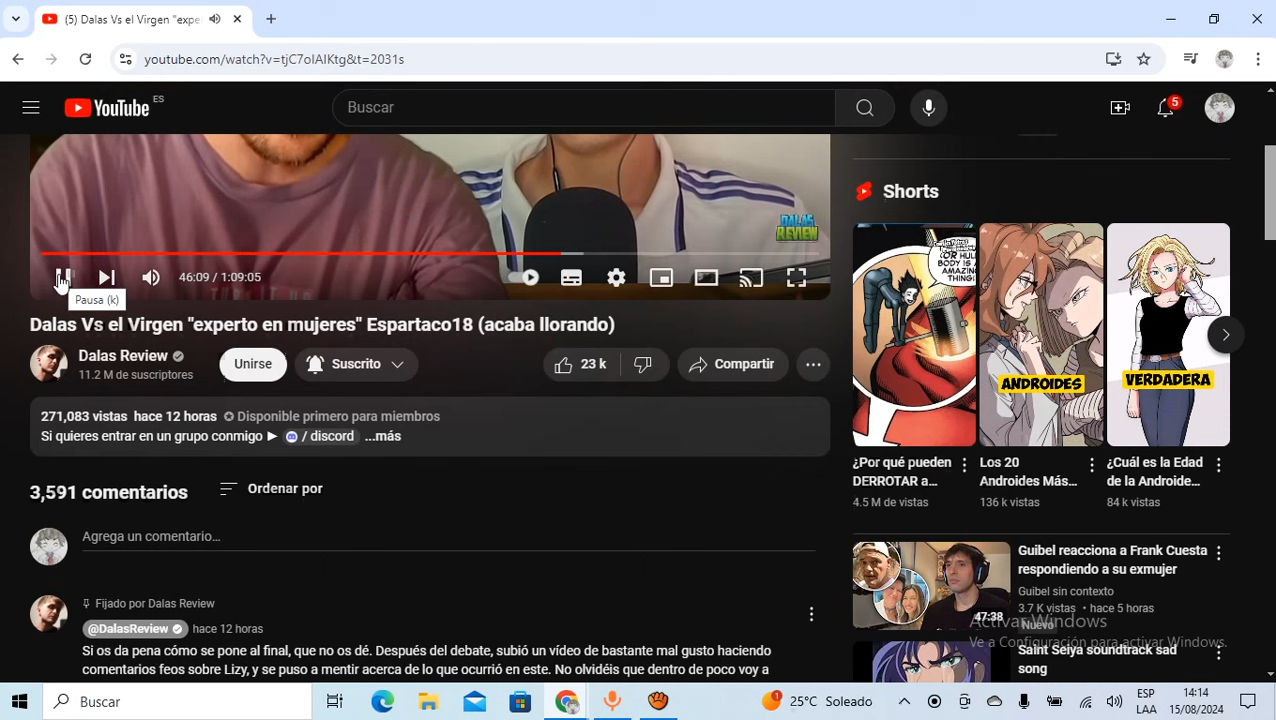 (5) Dalas Vs el Virgen "expe
youtube.com/watch?v=tjC7oIAIKtg&t=2031s
YouTube ES
Buscar
5
DALAS REVIEW
46:09 / 1:09:05
Pausa (k)
Dalas Vs el Virgen "experto en mujeres" Espartaco18 (acaba llorando)
Dalas Review
11.2 M de suscriptores
Unirse
Suscrito
23 k
Compartir
271,083 vistas hace 12 horas Disponible primero para miembros
Si quieres entrar en un grupo conmigo ► / discord ...más
3,591 comentarios
Ordenar por
Agrega un comentario...
Fijado por Dalas Review
@DalasReview hace 12 horas
Si os da pena cómo se pone al final, que no os dé. Después del debate, subió un vídeo de bastante mal gusto haciendo
comentarios feos sobre Lizy, y se puso a mentir acerca de lo que ocurrió en este. No olvidéis que dentro de poco voy a
Shorts
BODY IS
AMAZING
THING!
ANDROIDES
VERDADERA
¿Por qué pueden
DERROTAR a...
4.5 M de vistas
Los 20
Androides Más...
136 k vistas
¿Cuál es la Edad
de la Androide...
84 k vistas
47:38
Guibel reacciona a Frank Cuesta
respondiendo a su exmujer
Guibel sin contexto
3.7 K vistas • hace 5 horas
Nuevo
Saint Seiya soundtrack sad
song
Activar Windows
Ve a Configuración para activar Windows.
Buscar
1
25°C Soleado
ESP
LAA
14:14
15/08/2024